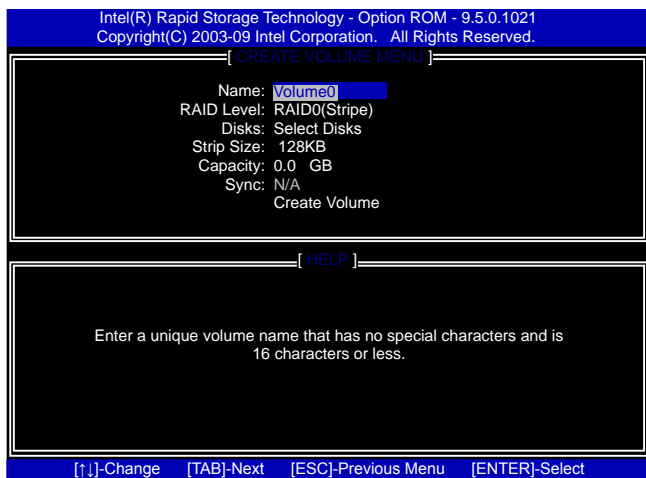 Intel(R) Rapid Storage Technology - Option ROM - 9.5.0.1021
Copyright(C) 2003-09 Intel Corporation. All Rights Reserved.
[ CREATE VOLUME MENU ]
Name: Volume0
RAID Level: RAID0(Stripe)
Disks: Select Disks
Strip Size: 128KB
Capacity: 0.0 GB
Sync: N/A
Create Volume
[ HELP ]
Enter a unique volume name that has no special characters and is
16 characters or less.
[↑↓]-Change [TAB]-Next [ESC]-Previous Menu [ENTER]-Select